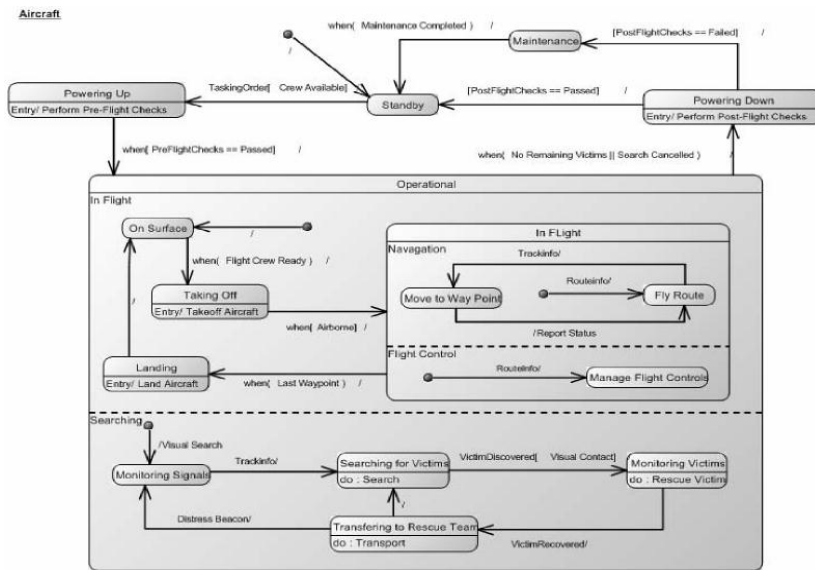 Aircraft
when( Maintenance Completed ) /
/
Maintenance
[PostFlightChecks == Failed] /
Powering Up
Entry/ Perform Pre-Flight Checks
TaskingOrder[ Crew Available]
Standby
[PostFlightChecks == Passed] /
Powering Down
Entry/ Perform Post-Flight Checks
when[ PreFlightChecks == Passed] /
when( No Remaining Victims || Search Cancelled ) /
Operational
In Flight
On Surface
/
In FLight
Navagation
when( Flight Crew Ready ) /
Trackinfo/
Routeinfo/
Taking Off
Entry/ Takeoff Aircraft
Move to Way Point
Fly Route
/
when[ Airborne] /
/Report Status
Landing
Entry/ Land Aircraft
when( Last Waypoint ) /
Flight Control
RouteInfo/
Manage Flight Controls
Searching
/Visual Search
Monitoring Signals
Trackinfo/
Searching for Victims
do : Search
VictimDiscovered[ Visual Contact]
Monitoring Victims
do : Rescue Victim
/
Distress Beacon/
Transfering to Rescue Team
do : Transport
VictimRecovered/